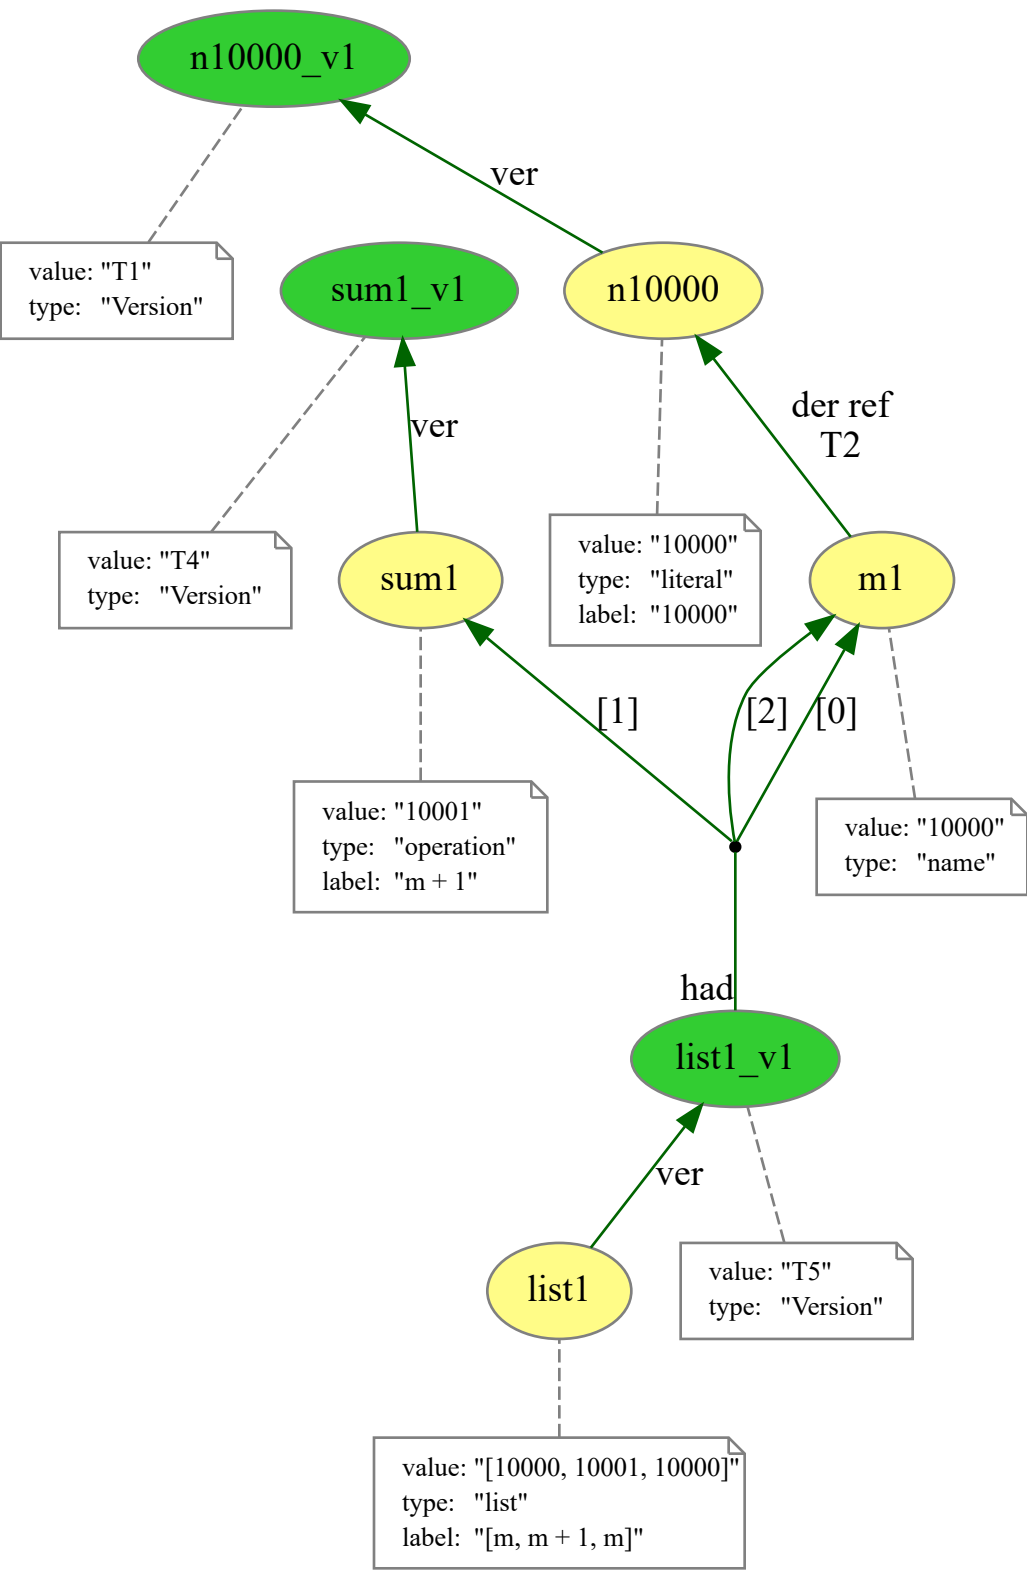 n10000_v1
ver
value: "T1"
type: "Version"
sum1_v1
n10000
ver
der ref
T2
value: "T4"
type: "Version"
sum1
value: "10000"
type: "literal"
label: "10000"
m1
[1]
[2]
[0]
value: "10001"
type: "operation"
label: "m + 1"
value: "10000"
type: "name"
had
list1_v1
ver
list1
value: "T5"
type: "Version"
value: "[10000, 10001, 10000]"
type: "list"
label: "[m, m + 1, m]"